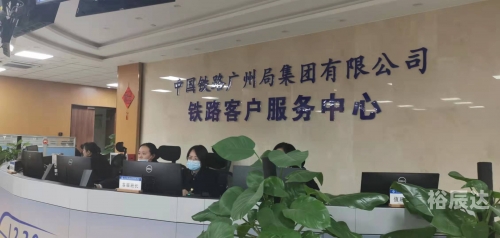 中国铁路广州局集团有限公司
铁路客户服务中心
裕辰达